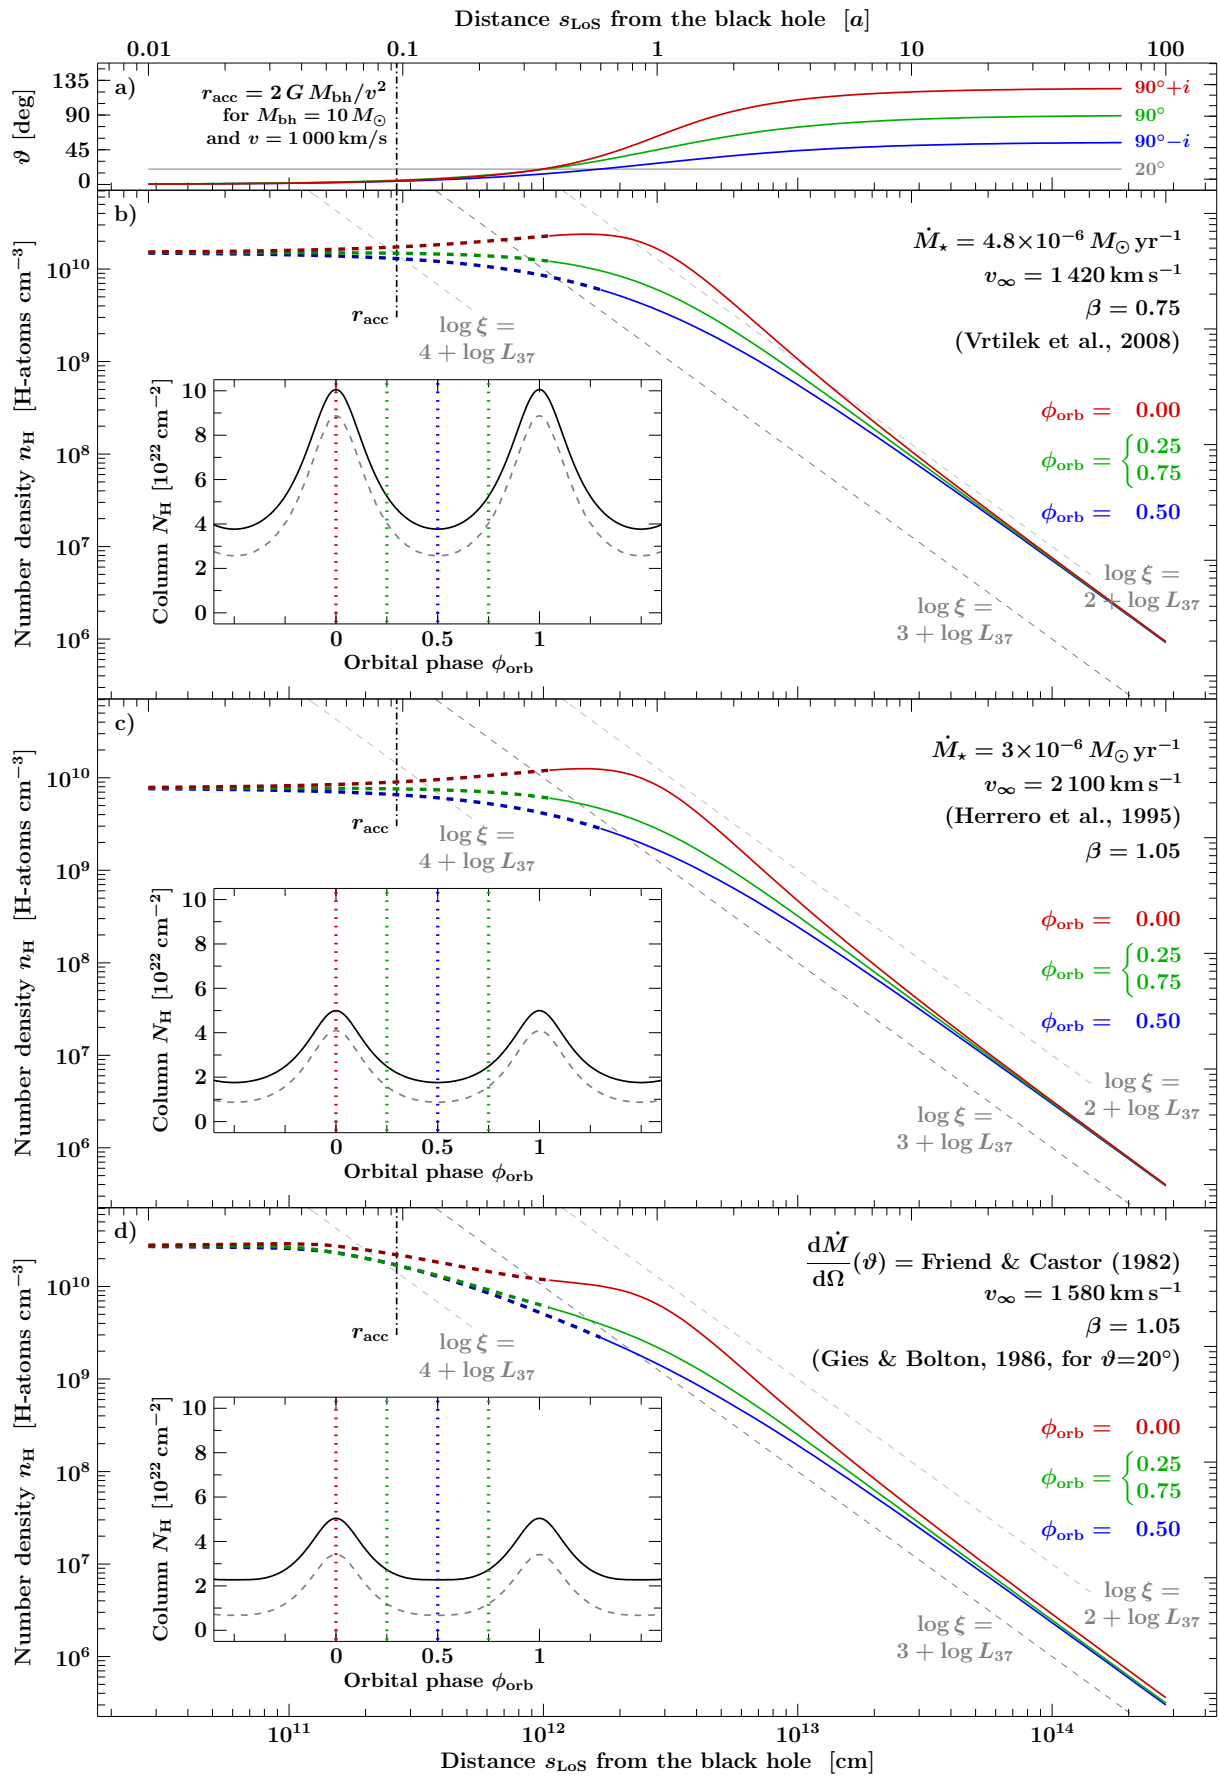 Distance s_LoS from the black hole [a]
0.01 0.1 1 10 100
a)
ϑ [deg]
135
90
45
0
r_acc = 2 G M_bh/v²
for M_bh = 10 M_⊙
and v = 1 000 km/s
90°+i
90°
90°−i
20°
b)
Number density n_H [H-atoms cm⁻³]
10¹⁰
10⁹
10⁸
10⁷
10⁶
r_acc
log ξ =
4 + log L₃₇
Ṁ⋆ = 4.8×10⁻⁶ M_⊙ yr⁻¹
v_∞ = 1 420 km s⁻¹
β = 0.75
(Vrtilek et al., 2008)
ϕ_orb = 0.00
ϕ_orb = { 0.25
0.75
ϕ_orb = 0.50
Column N_H [10²² cm⁻²]
10
8
6
4
2
0
0 0.5 1
Orbital phase ϕ_orb
log ξ =
3 + log L₃₇
log ξ =
2 + log L₃₇
c)
Number density n_H [H-atoms cm⁻³]
10¹⁰
10⁹
10⁸
10⁷
10⁶
r_acc
log ξ =
4 + log L₃₇
Ṁ⋆ = 3×10⁻⁶ M_⊙ yr⁻¹
v_∞ = 2 100 km s⁻¹
(Herrero et al., 1995)
β = 1.05
ϕ_orb = 0.00
ϕ_orb = { 0.25
0.75
ϕ_orb = 0.50
Column N_H [10²² cm⁻²]
10
8
6
4
2
0
0 0.5 1
Orbital phase ϕ_orb
log ξ =
3 + log L₃₇
log ξ =
2 + log L₃₇
d)
Number density n_H [H-atoms cm⁻³]
10¹⁰
10⁹
10⁸
10⁷
10⁶
r_acc
log ξ =
4 + log L₃₇
dṀ/dΩ(ϑ) = Friend & Castor (1982)
v_∞ = 1 580 km s⁻¹
β = 1.05
(Gies & Bolton, 1986, for ϑ=20°)
ϕ_orb = 0.00
ϕ_orb = { 0.25
0.75
ϕ_orb = 0.50
Column N_H [10²² cm⁻²]
10
8
6
4
2
0
0 0.5 1
Orbital phase ϕ_orb
log ξ =
3 + log L₃₇
log ξ =
2 + log L₃₇
10¹¹ 10¹² 10¹³ 10¹⁴
Distance s_LoS from the black hole [cm]